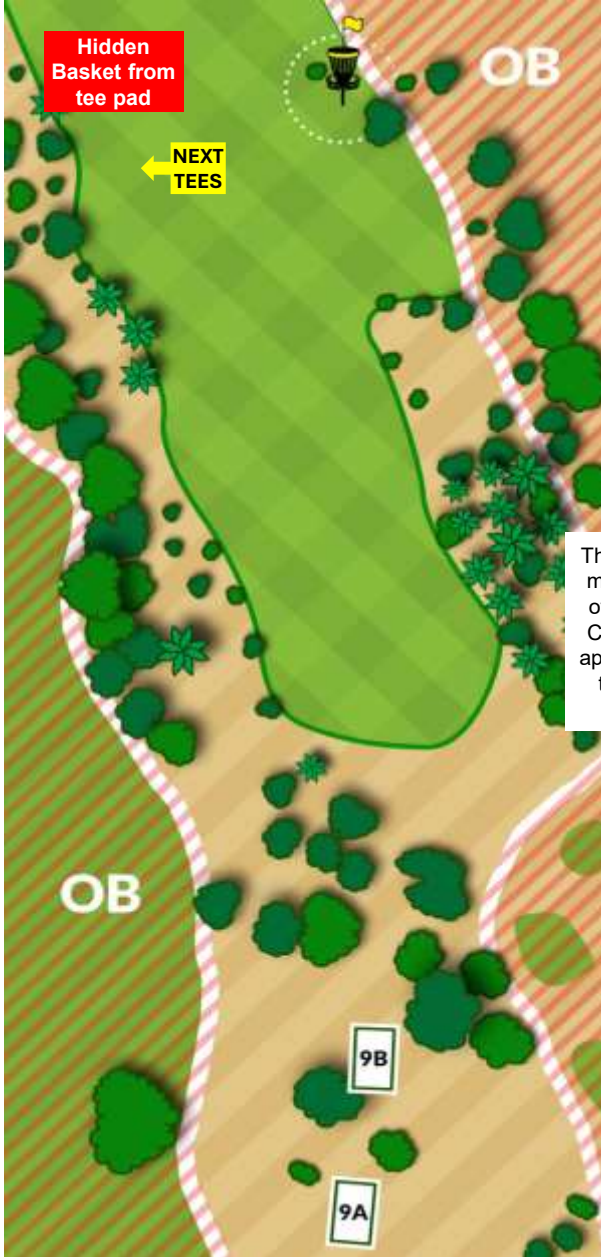 Hidden
Basket from
tee pad
OB
NEXT
TEES
OB
9B
9A